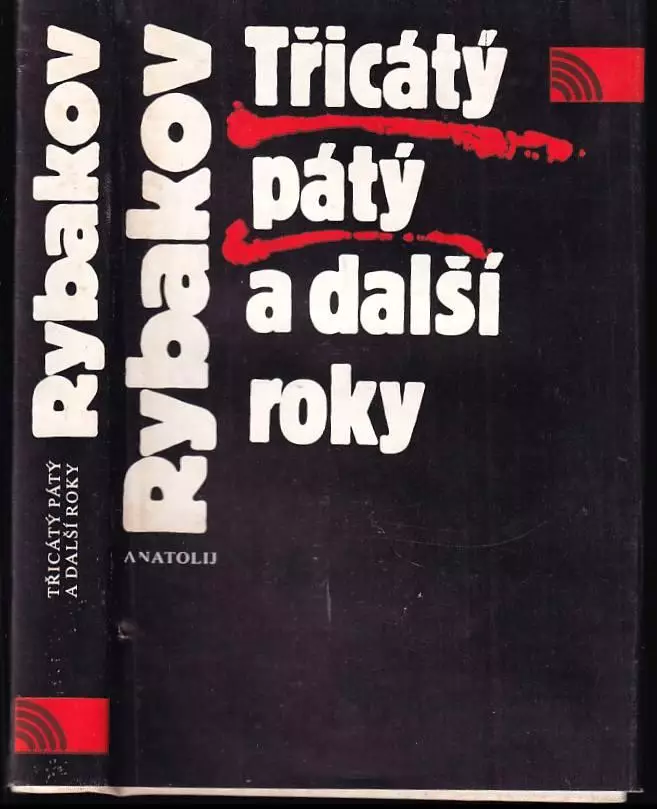 Rybakov
TŘICÁTÝ PÁTÝ
A DALŠÍ ROKY
Rybakov
ANATOLIJ
Třicátý
pátý
a další
roky